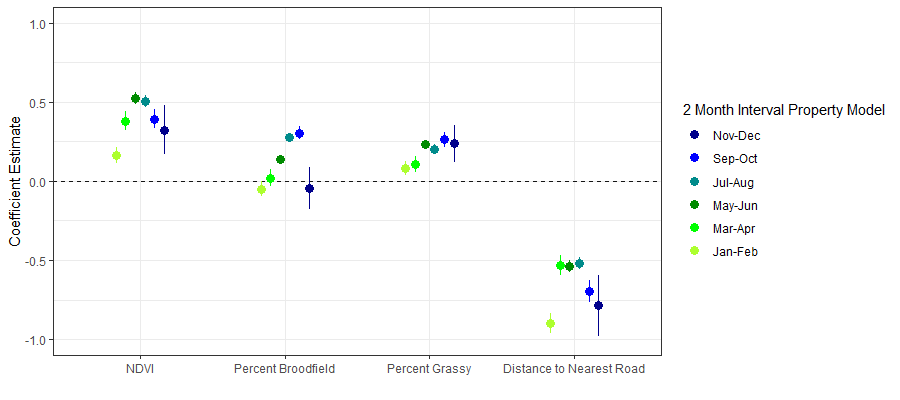 1.0
0.5
0.0
-0.5
-1.0
Coefficient Estimate
NDVI
Percent Broodfield
Percent Grassy
Distance to Nearest Road
2 Month Interval Property Model
Nov-Dec
Sep-Oct
Jul-Aug
May-Jun
Mar-Apr
Jan-Feb